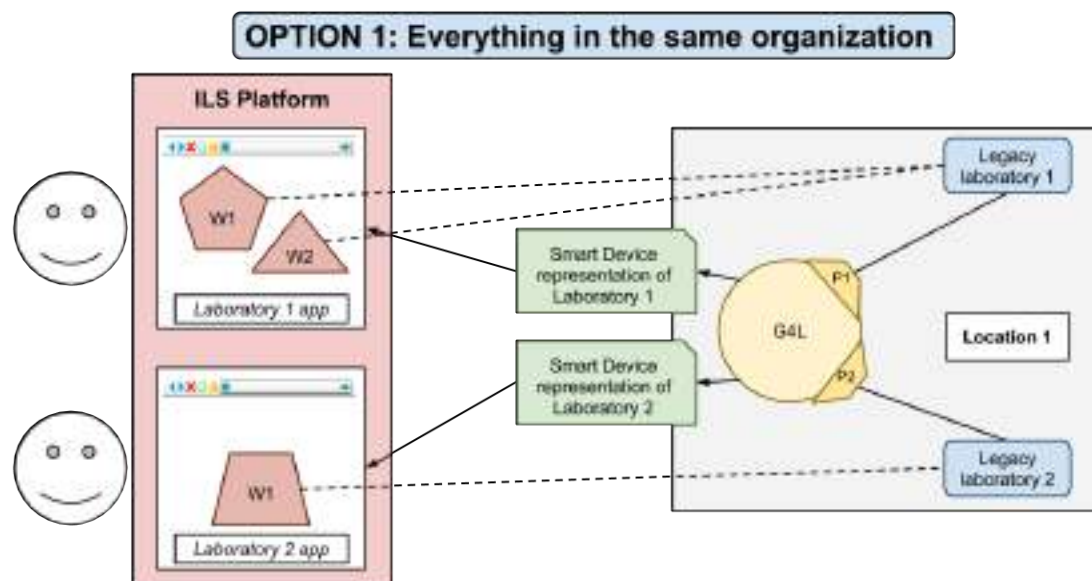 OPTION 1: Everything in the same organization
ILS Platform
W1
W2
Laboratory 1 app
W1
Laboratory 2 app
Smart Device
representation of
Laboratory 1
Smart Device
representation of
Laboratory 2
Legacy
laboratory 1
P1
G4L
P2
Location 1
Legacy
laboratory 2